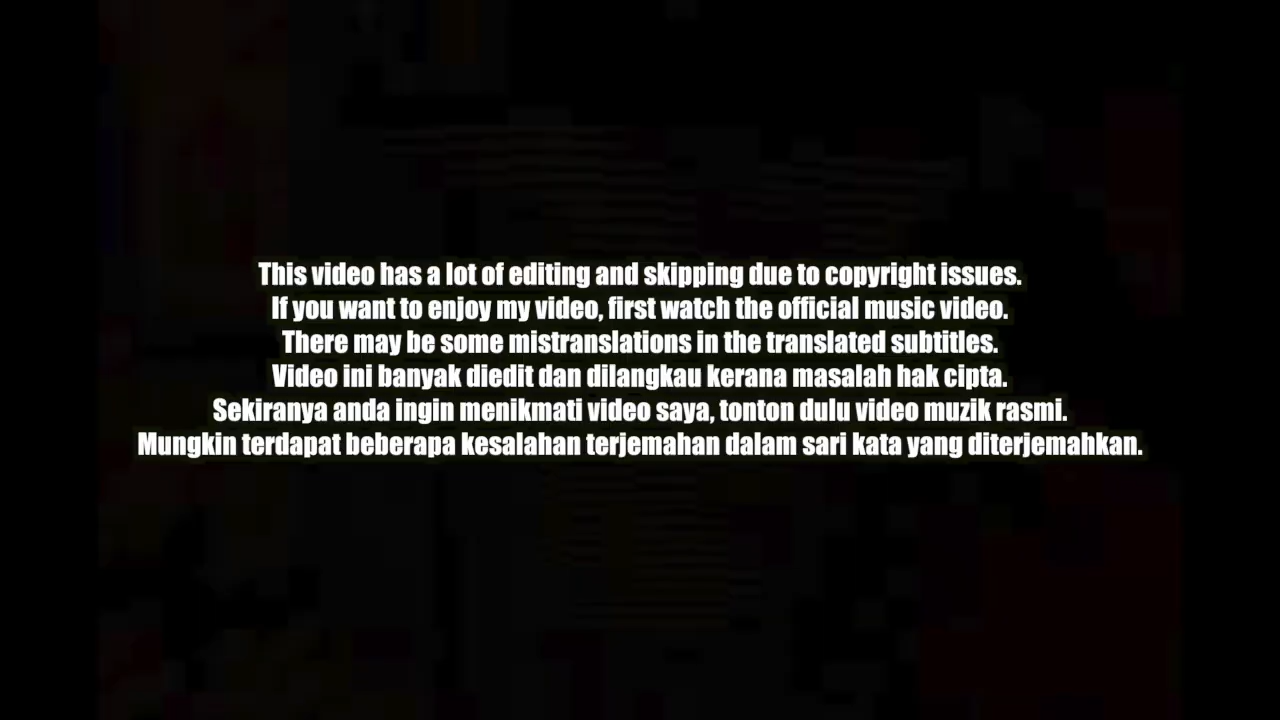 This video has a lot of editing and skipping due to copyright issues.
If you want to enjoy my video, first watch the official music video.
There may be some mistranslations in the translated subtitles.
Video ini banyak diedit dan dilangkau kerana masalah hak cipta.
Sekiranya anda ingin menikmati video saya, tonton dulu video muzik rasmi.
Mungkin terdapat beberapa kesalahan terjemahan dalam sari kata yang diterjemahkan.